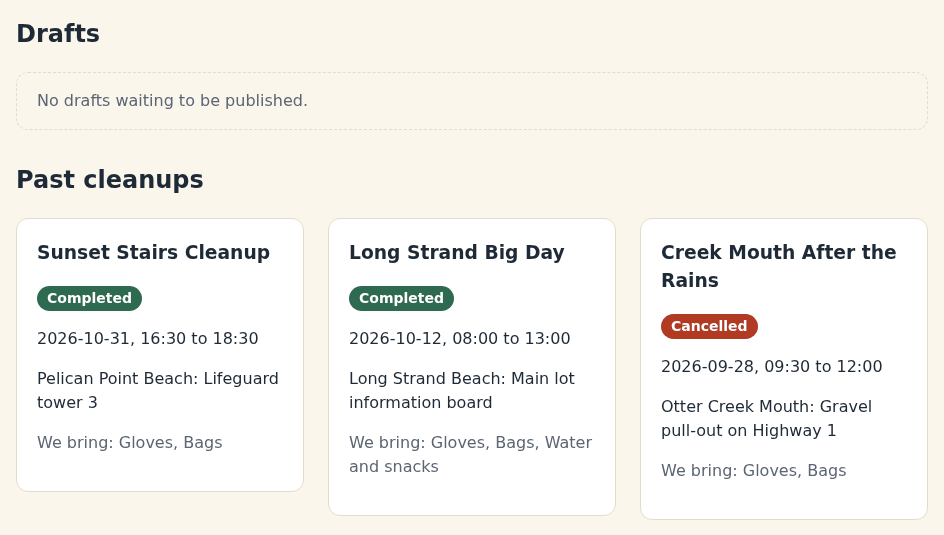 Drafts
No drafts waiting to be published.
Past cleanups
Sunset Stairs Cleanup
Completed
2026-10-31, 16:30 to 18:30
Pelican Point Beach: Lifeguard
tower 3
We bring: Gloves, Bags
Long Strand Big Day
Completed
2026-10-12, 08:00 to 13:00
Long Strand Beach: Main lot
information board
We bring: Gloves, Bags, Water
and snacks
Creek Mouth After the
Rains
Cancelled
2026-09-28, 09:30 to 12:00
Otter Creek Mouth: Gravel
pull-out on Highway 1
We bring: Gloves, Bags